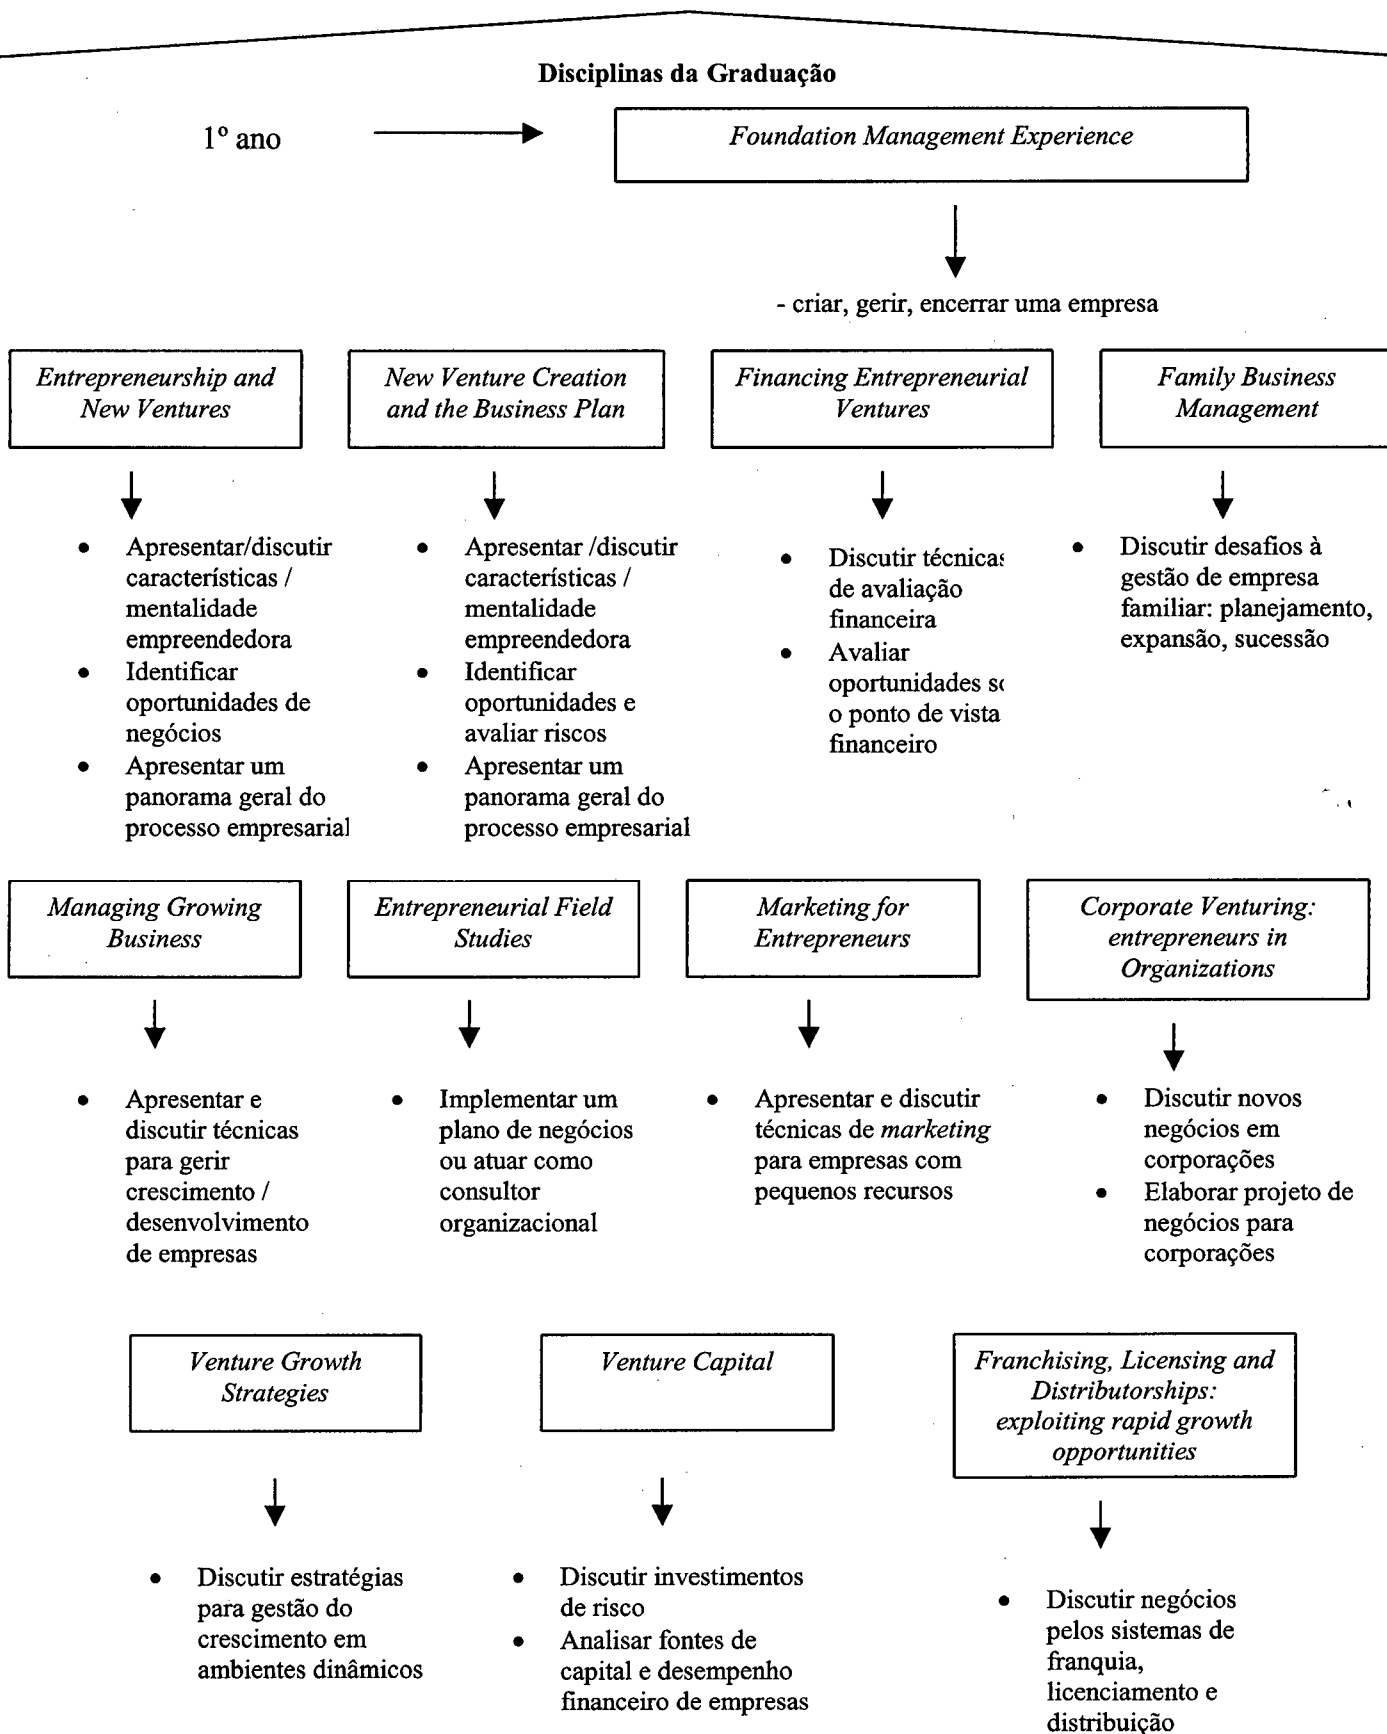 Disciplinas da Graduação
1º ano
Foundation Management Experience
- criar, gerir, encerrar uma empresa
Entrepreneurship and
New Ventures
New Venture Creation
and the Business Plan
Financing Entrepreneurial
Ventures
Family Business
Management
• Apresentar/discutir
características /
mentalidade
empreendedora
• Identificar
oportunidades de
negócios
• Apresentar um
panorama geral do
processo empresarial
• Apresentar /discutir
características /
mentalidade
empreendedora
• Identificar
oportunidades e
avaliar riscos
• Apresentar um
panorama geral do
processo empresarial
• Discutir técnicas
de avaliação
financeira
• Avaliar
oportunidades
o ponto de vista
financeiro
• Discutir desafios à
gestão de empresa
familiar: planejamento,
expansão, sucessão
Managing Growing
Business
Entrepreneurial Field
Studies
Marketing for
Entrepreneurs
Corporate Venturing:
entrepreneurs in
Organizations
• Apresentar e
discutir técnicas
para gerir
crescimento /
desenvolvimento
de empresas
• Implementar um
plano de negócios
ou atuar como
consultor
organizacional
• Apresentar e discutir
técnicas de marketing
para empresas com
pequenos recursos
• Discutir novos
negócios em
corporações
• Elaborar projeto de
negócios para
corporações
Venture Growth
Strategies
Venture Capital
Franchising, Licensing and
Distributorships:
exploiting rapid growth
opportunities
• Discutir estratégias
para gestão do
crescimento em
ambientes dinâmicos
• Discutir investimentos
de risco
• Analisar fontes de
capital e desempenho
financeiro de empresas
• Discutir negócios
pelos sistemas de
franquia,
licenciamento e
distribuição